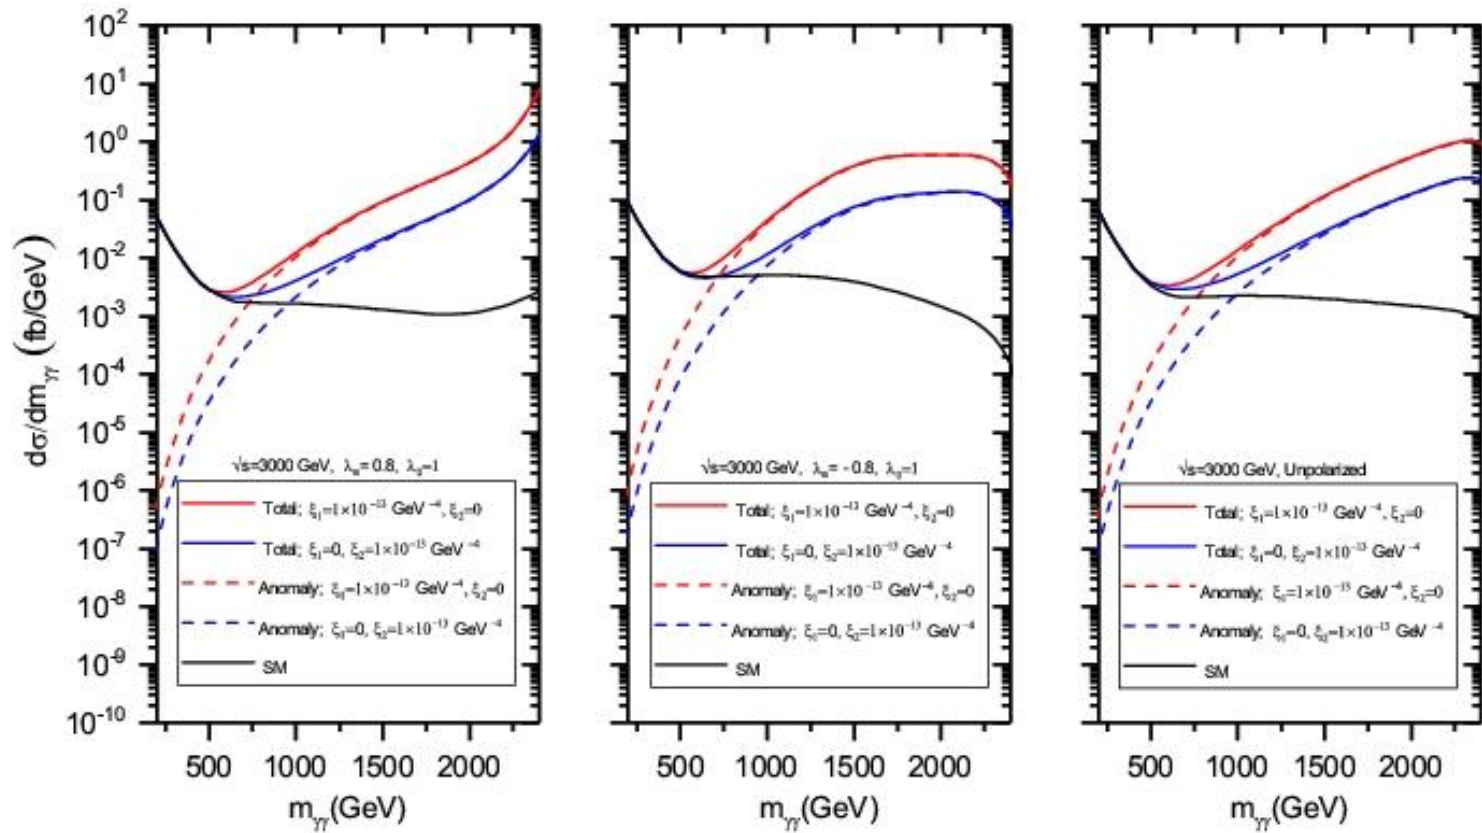 10²
10¹
10⁰
10⁻¹
10⁻²
10⁻³
10⁻⁴
10⁻⁵
10⁻⁶
10⁻⁷
10⁻⁸
10⁻⁹
10⁻¹⁰
dσ/dm_γγ (fb/GeV)
√s=3000 GeV, λₑ= 0.8, λ₀=1
Total; ξ₁=1×10⁻¹³ GeV⁻⁴, ξ₂=0
Total; ξ₁=0, ξ₂=1×10⁻¹³ GeV⁻⁴
Anomaly; ξ₁=1×10⁻¹³ GeV⁻⁴, ξ₂=0
Anomaly; ξ₁=0, ξ₂=1×10⁻¹³ GeV⁻⁴
SM
500 1000 1500 2000
m_γγ(GeV)
√s=3000 GeV, λₑ= - 0.8, λ₀=1
Total; ξ₁=1×10⁻¹³ GeV⁻⁴, ξ₂=0
Total; ξ₁=0, ξ₂=1×10⁻¹³ GeV⁻⁴
Anomaly; ξ₁=1×10⁻¹³ GeV⁻⁴, ξ₂=0
Anomaly; ξ₁=0, ξ₂=1×10⁻¹³ GeV⁻⁴
SM
500 1000 1500 2000
m_γγ(GeV)
√s=3000 GeV, Unpolarized
Total; ξ₁=1×10⁻¹³ GeV⁻⁴, ξ₂=0
Total; ξ₁=0, ξ₂=1×10⁻¹³ GeV⁻⁴
Anomaly; ξ₁=1×10⁻¹³ GeV⁻⁴, ξ₂=0
Anomaly; ξ₁=0, ξ₂=1×10⁻¹³ GeV⁻⁴
SM
500 1000 1500 2000
m_γγ(GeV)